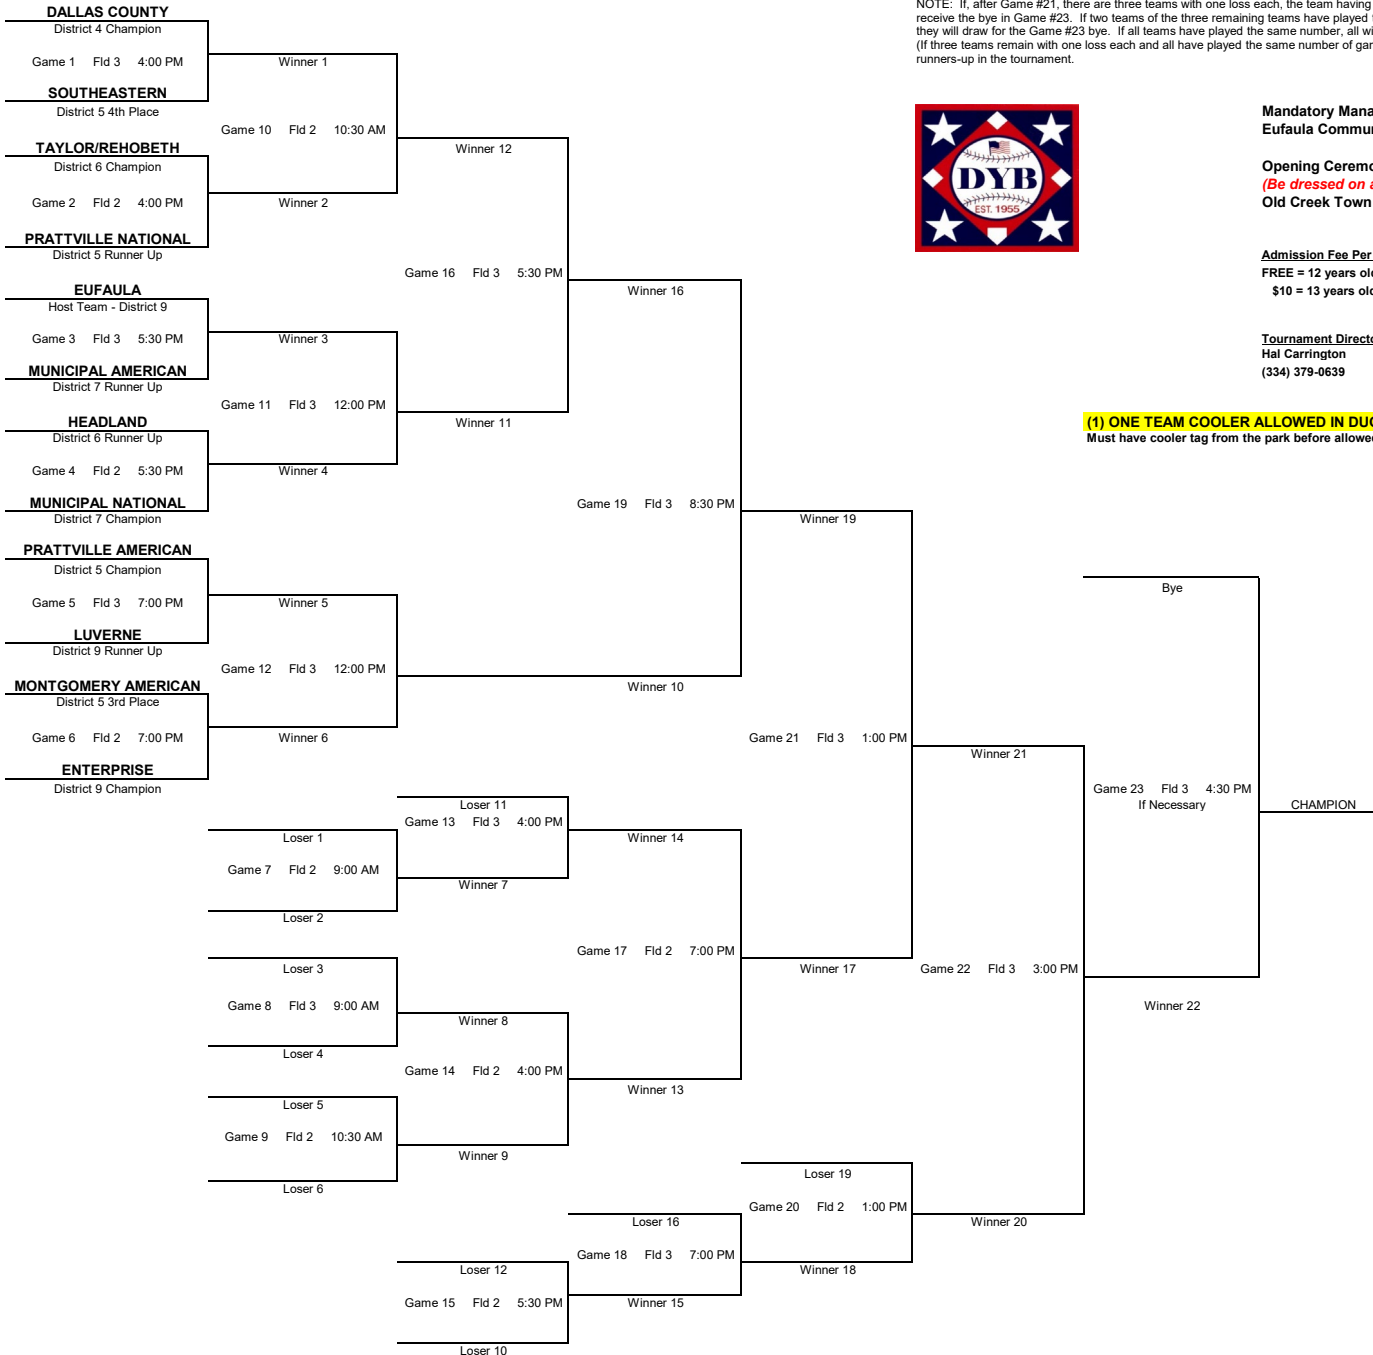 NOTE: If, after Game #21, there are three teams with one loss each, the team having
receive the bye in Game #23. If two teams of the three remaining teams have played
they will draw for the Game #23 bye. If all teams have played the same number, all
(If three teams remain with one loss each and all have played the same number of
runners-up in the tournament.
DYB
EST. 1955
Mandatory
Eufaula
Opening
(Be dressed on
Old Creek Town
Admission Fee Per
FREE = 12 years
$10 = 13 years
Tournament
Hal Carrington
(334) 379-0639
(1) ONE TEAM COOLER ALLOWED IN
Must have cooler tag from the park before
DALLAS COUNTY
District 4 Champion
Game 1 Fld 3 4:00 PM
SOUTHEASTERN
District 5 4th Place
TAYLOR/REHOBETH
District 6 Champion
Game 2 Fld 2 4:00 PM
PRATTVILLE NATIONAL
District 5 Runner Up
EUFAULA
Host Team - District 9
Game 3 Fld 3 5:30 PM
MUNICIPAL AMERICAN
District 7 Runner Up
HEADLAND
District 6 Runner Up
Game 4 Fld 2 5:30 PM
MUNICIPAL NATIONAL
District 7 Champion
PRATTVILLE AMERICAN
District 5 Champion
Game 5 Fld 3 7:00 PM
LUVERNE
District 9 Runner Up
MONTGOMERY AMERICAN
District 5 3rd Place
Game 6 Fld 2 7:00 PM
ENTERPRISE
District 9 Champion
Winner 1
Game 10 Fld 2 10:30 AM
Winner 2
Winner 3
Game 11 Fld 3 12:00 PM
Winner 4
Winner 5
Game 12 Fld 3 12:00 PM
Winner 6
Loser 1
Game 7 Fld 2 9:00 AM
Loser 2
Loser 3
Game 8 Fld 3 9:00 AM
Loser 4
Loser 5
Game 9 Fld 2 10:30 AM
Loser 6
Winner 12
Game 16 Fld 3 5:30 PM
Winner 11
Loser 11
Game 13 Fld 3 4:00 PM
Winner 7
Winner 8
Game 14 Fld 2 4:00 PM
Winner 9
Loser 12
Game 15 Fld 2 5:30 PM
Loser 10
Winner 16
Game 19 Fld 3 8:30 PM
Winner 10
Winner 14
Game 17 Fld 2 7:00 PM
Winner 13
Loser 16
Game 18 Fld 3 7:00 PM
Winner 15
Winner 19
Game 21 Fld 3 1:00 PM
Winner 17
Loser 19
Game 20 Fld 2 1:00 PM
Winner 18
Winner 21
Game 22 Fld 3 3:00 PM
Winner 20
Bye
Game 23 Fld 3 4:30 PM
If Necessary
Winner 22
CHAMPION